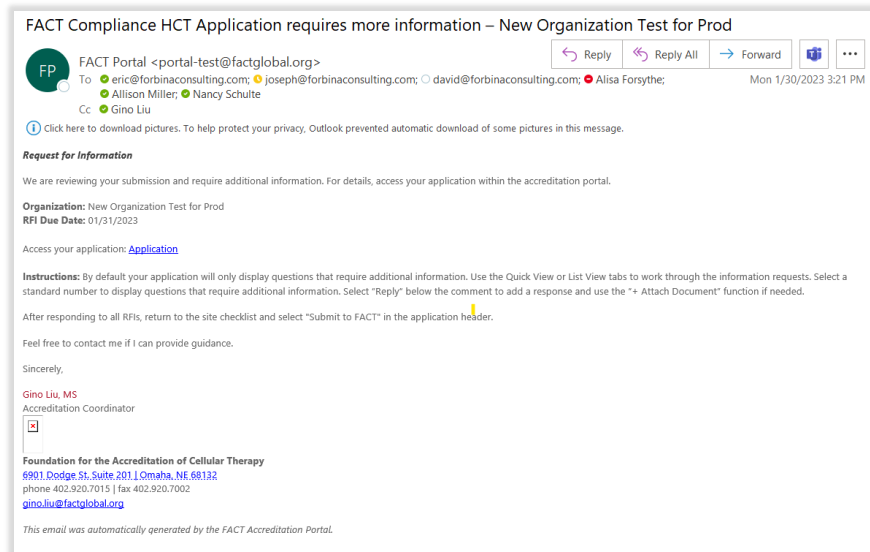 FACT Compliance HCT Application requires more information – New Organization Test for Prod
FP
FACT Portal <portal-test@factglobal.org>
Reply
Reply All
Forward
To eric@forbinaconsulting.com; joseph@forbinaconsulting.com; david@forbinaconsulting.com; Alisa Forsythe;
Mon 1/30/2023 3:21 PM
Allison Miller; Nancy Schulte
Cc Gino Liu
Click here to download pictures. To help protect your privacy, Outlook prevented automatic download of some pictures in this message.
Request for Information
We are reviewing your submission and require additional information. For details, access your application within the accreditation portal.
Organization: New Organization Test for Prod
RFI Due Date: 01/31/2023
Access your application: Application
Instructions: By default your application will only display questions that require additional information. Use the Quick View or List View tabs to work through the information requests. Select a
standard number to display questions that require additional information. Select "Reply" below the comment to add a response and use the "+ Attach Document" function if needed.
After responding to all RFIs, return to the site checklist and select "Submit to FACT" in the application header.
Feel free to contact me if I can provide guidance.
Sincerely,
Gino Liu, MS
Accreditation Coordinator
Foundation for the Accreditation of Cellular Therapy
6901 Dodge St. Suite 201 | Omaha, NE 68132
phone 402.920.7015 | fax 402.920.7002
gino.liu@factglobal.org
This email was automatically generated by the FACT Accreditation Portal.